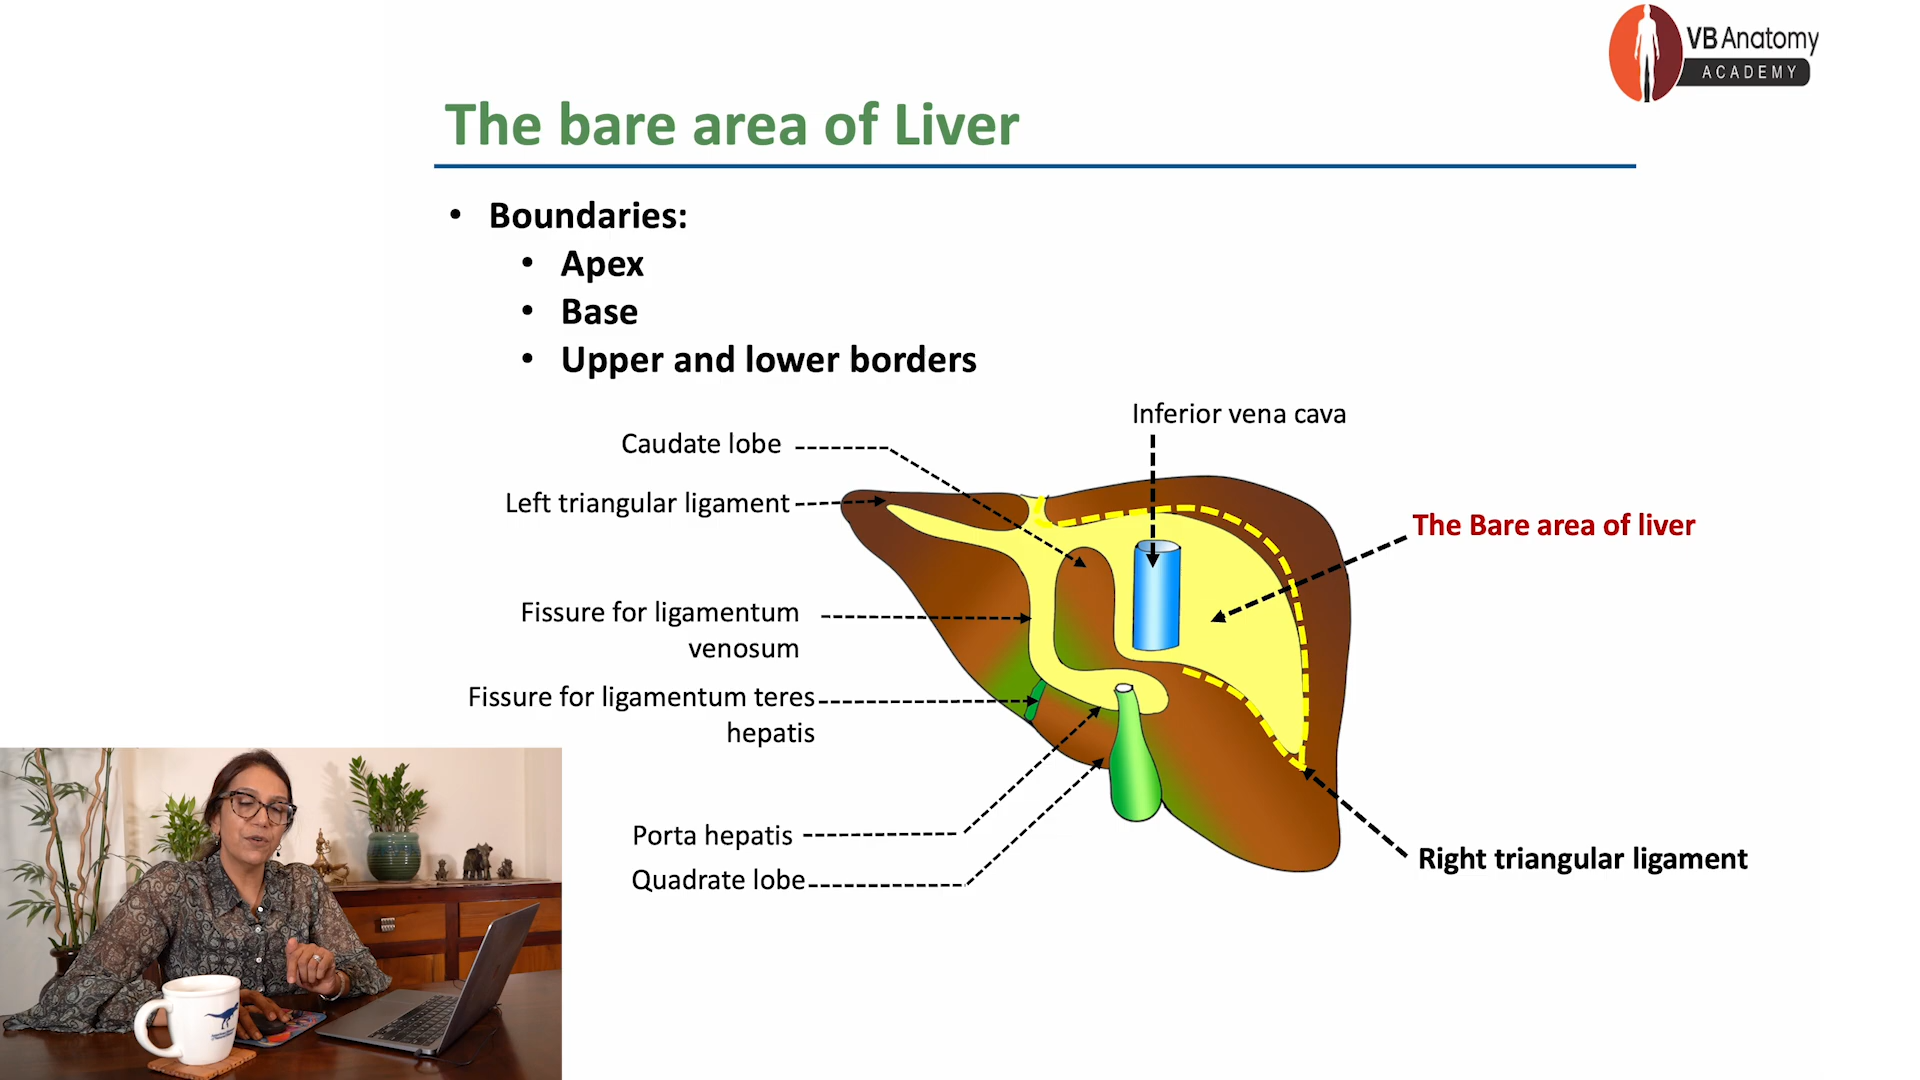 VB Anatomy
ACADEMY
The bare area of Liver
• Boundaries:
• Apex
• Base
• Upper and lower borders
Inferior vena cava
Caudate lobe
Left triangular ligament
The Bare area of liver
Fissure for ligamentum
venosum
Fissure for ligamentum teres
hepatis
Porta hepatis
Quadrate lobe
Right triangular ligament